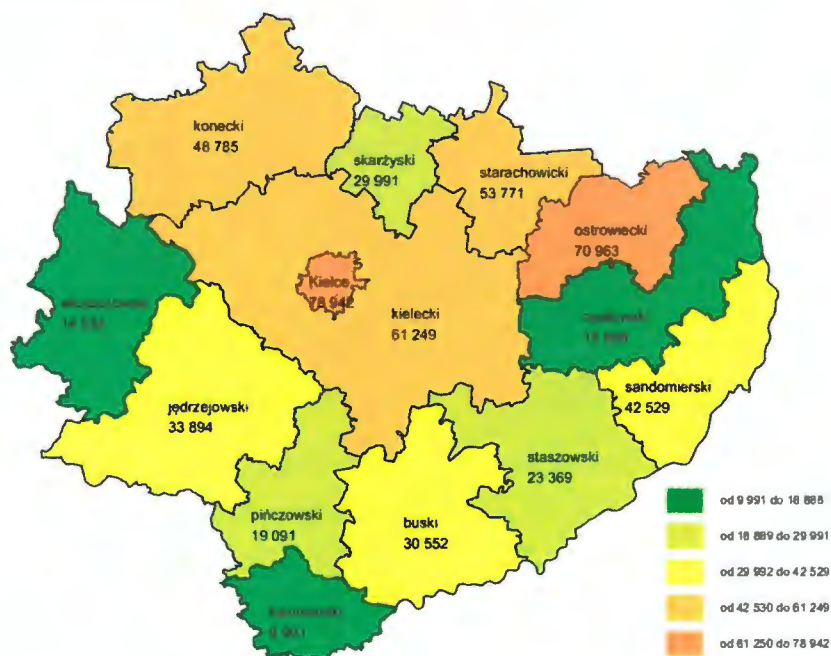 konecki
48 785
skarżyski
29 991
starachowicki
53 771
ostrowiecki
70 963
Kielce
78 942
kielecki
61 249
sandomierski
42 529
jędrzejowski
33 894
staszowski
23 369
pińczowski
19 091
buski
30 552
od 9 991 do 18 888
od 18 889 do 29 991
od 29 992 do 42 529
od 42 530 do 61 249
od 61 250 do 78 942